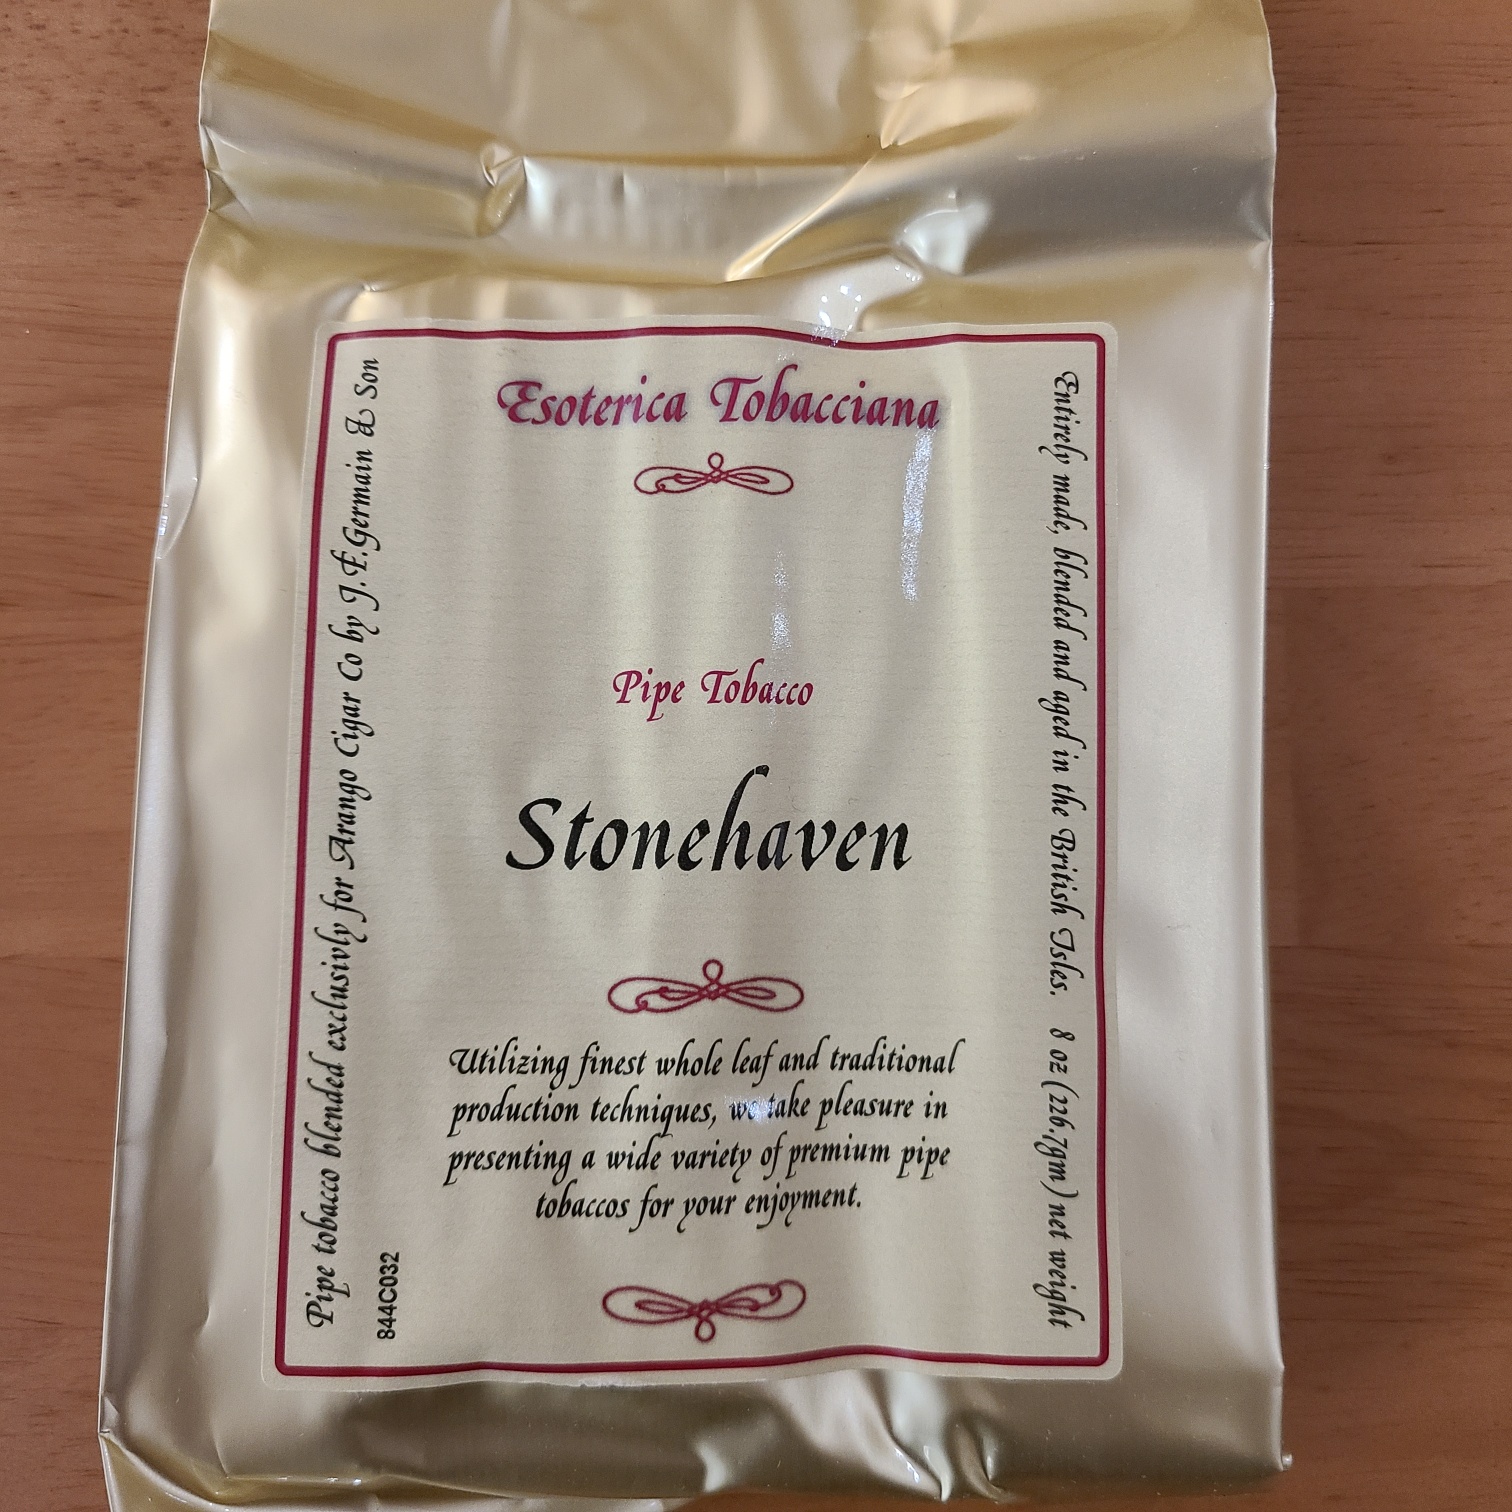 Esoterica Tobacciana
Pipe Tobacco
Stonehaven
Utilizing finest whole leaf and traditional
production techniques, we take pleasure in
presenting a wide variety of premium pipe
tobaccos for your enjoyment.
Pipe tobacco blended exclusivly for Arango Cigar Co by J.F.Germain & Son
844C032
Entirely made, blended and aged in the British Isles. 8 oz (226.7gm) net weight